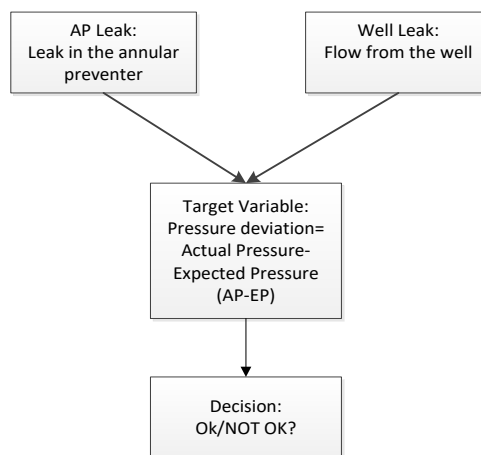 AP Leak:
Leak in the annular
preventer
Well Leak:
Flow from the well
Target Variable:
Pressure deviation=
Actual Pressure-
Expected Pressure
(AP-EP)
Decision:
Ok/NOT OK?